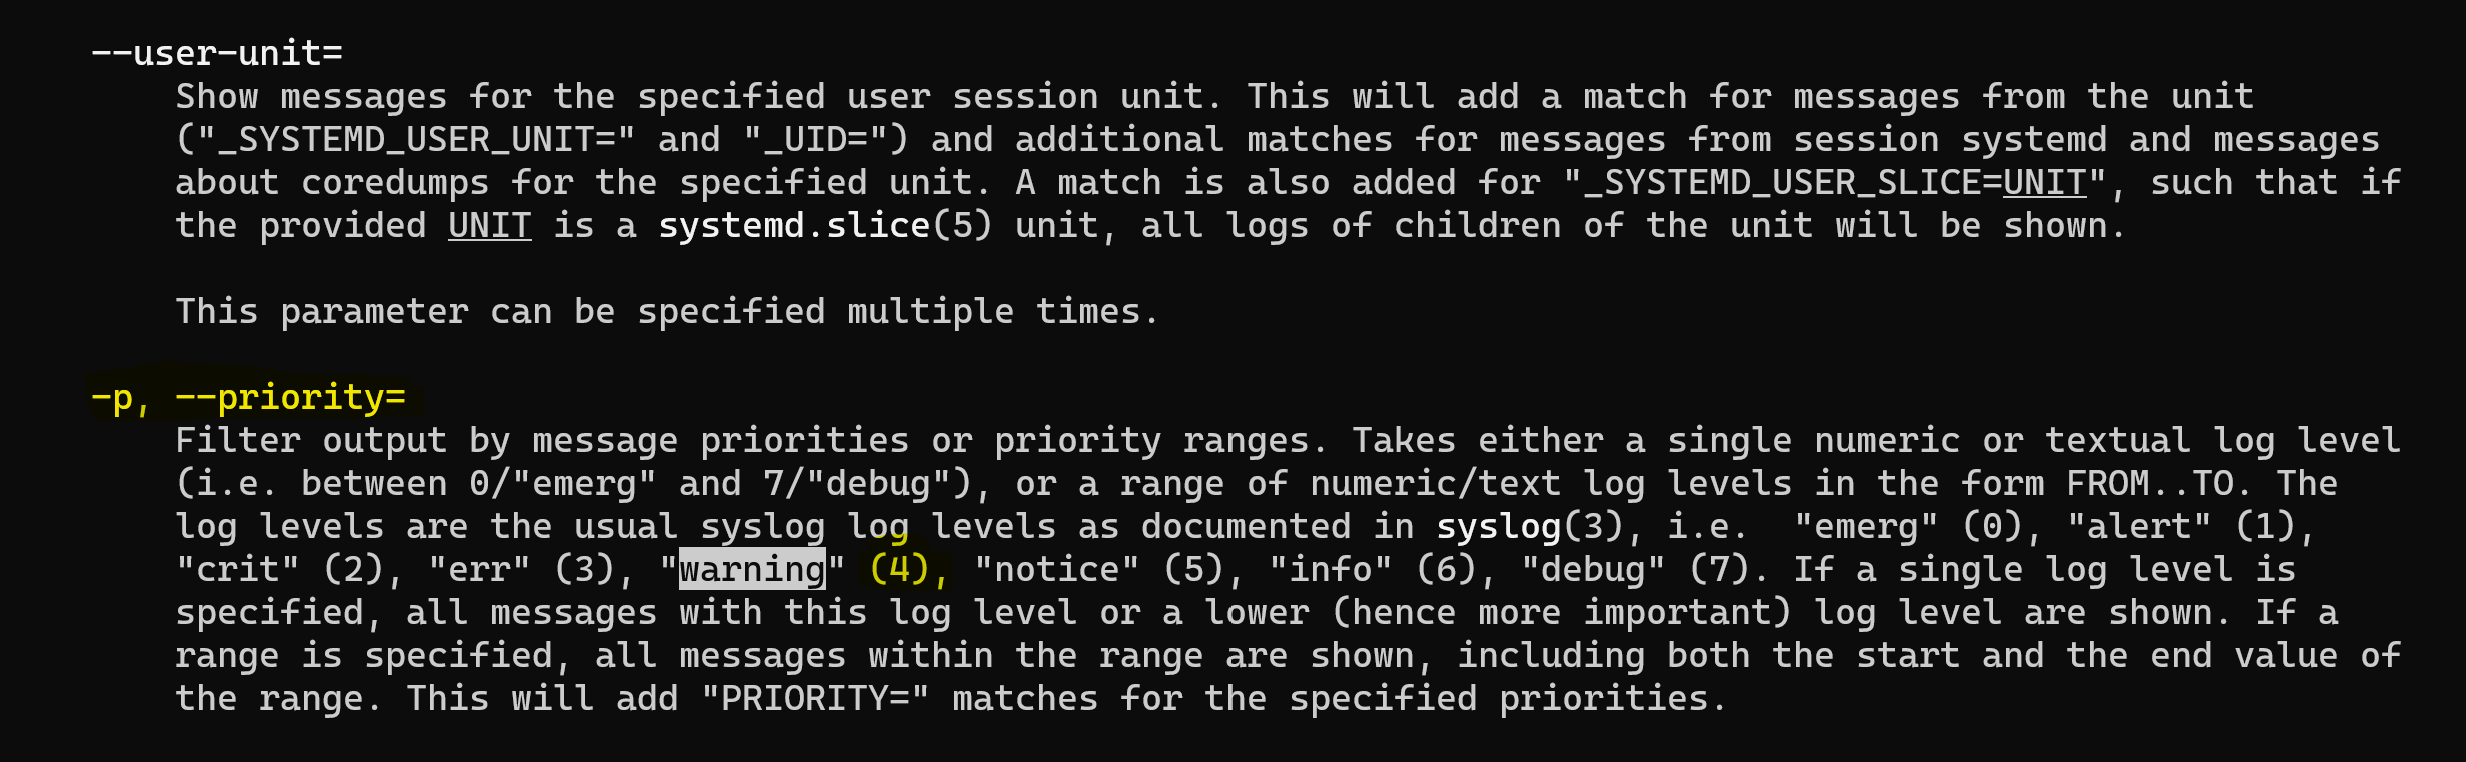 --user-unit=
Show messages for the specified user session unit. This will add a match for messages from the unit
("_SYSTEMD_USER_UNIT=" and "_UID=") and additional matches for messages from session systemd and messages
about coredumps for the specified unit. A match is also added for "_SYSTEMD_USER_SLICE=UNIT", such that if
the provided UNIT is a systemd.slice(5) unit, all logs of children of the unit will be shown.
This parameter can be specified multiple times.
-p, --priority=
Filter output by message priorities or priority ranges. Takes either a single numeric or textual log level
(i.e. between 0/"emerg" and 7/"debug"), or a range of numeric/text log levels in the form FROM..TO. The
log levels are the usual syslog log levels as documented in syslog(3), i.e.  "emerg" (0), "alert" (1),
"crit" (2), "err" (3), "warning" (4), "notice" (5), "info" (6), "debug" (7). If a single log level is
specified, all messages with this log level or a lower (hence more important) log level are shown. If a
range is specified, all messages within the range are shown, including both the start and the end value of
the range. This will add "PRIORITY=" matches for the specified priorities.